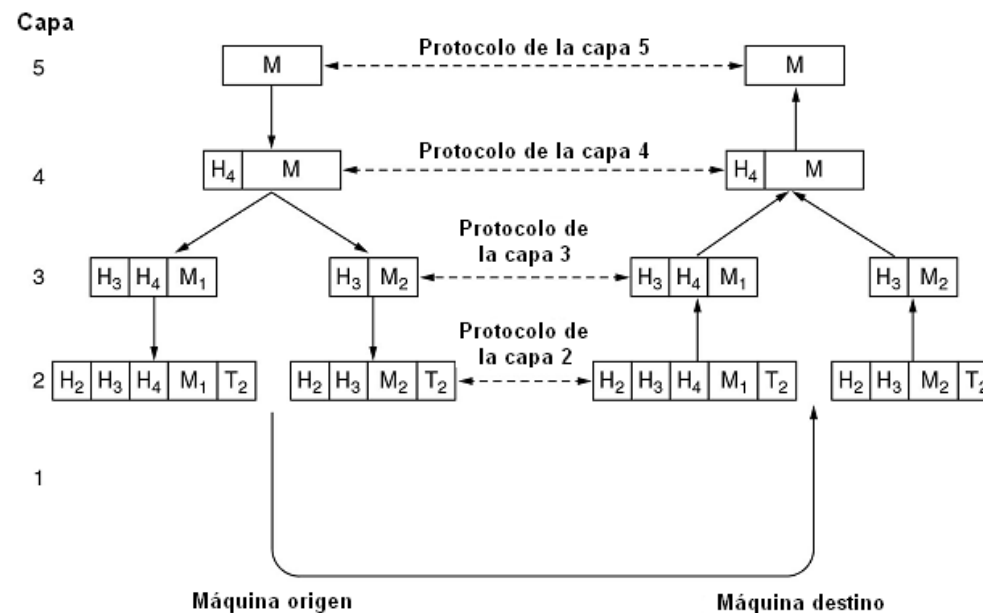 Capa
5
M
Protocolo de la capa 5
M
4
H₄ M
Protocolo de la capa 4
H₄ M
3
H₃ H₄ M₁
H₃ M₂
Protocolo de
la capa 3
H₃ H₄ M₁
H₃ M₂
2
H₂ H₃ H₄ M₁ T₂
H₂ H₃ M₂ T₂
Protocolo de
la capa 2
H₂ H₃ H₄ M₁ T₂
H₂ H₃ M₂ T₂
1
Máquina origen
Máquina destino